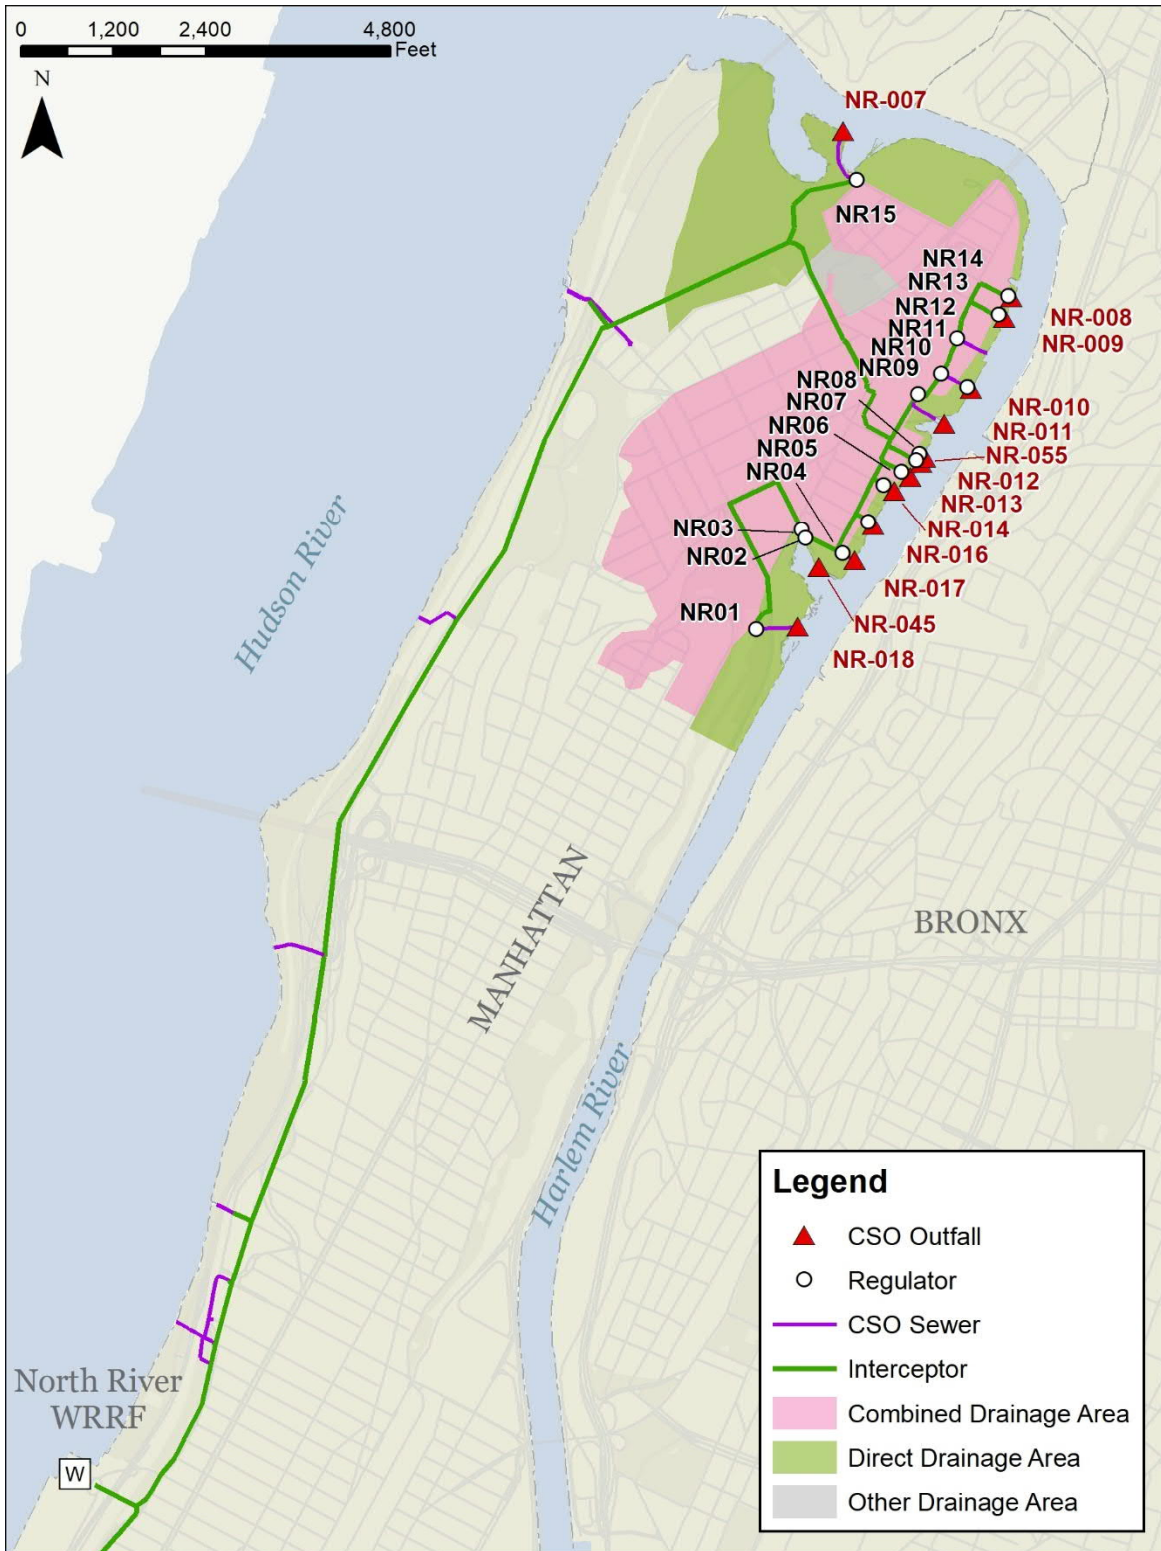 0 1,200 2,400 4,800
Feet
N
NR-007
NR15
NR14
NR13
NR12
NR11
NR10
NR09
NR08
NR07
NR06
NR05
NR04
NR03
NR02
NR01
NR-008
NR-009
NR-010
NR-011
NR-055
NR-012
NR-013
NR-014
NR-016
NR-017
NR-045
NR-018
Hudson River
MANHATTAN
BRONX
Harlem River
North River
WRRF
W
Legend
CSO Outfall
Regulator
CSO Sewer
Interceptor
Combined Drainage Area
Direct Drainage Area
Other Drainage Area